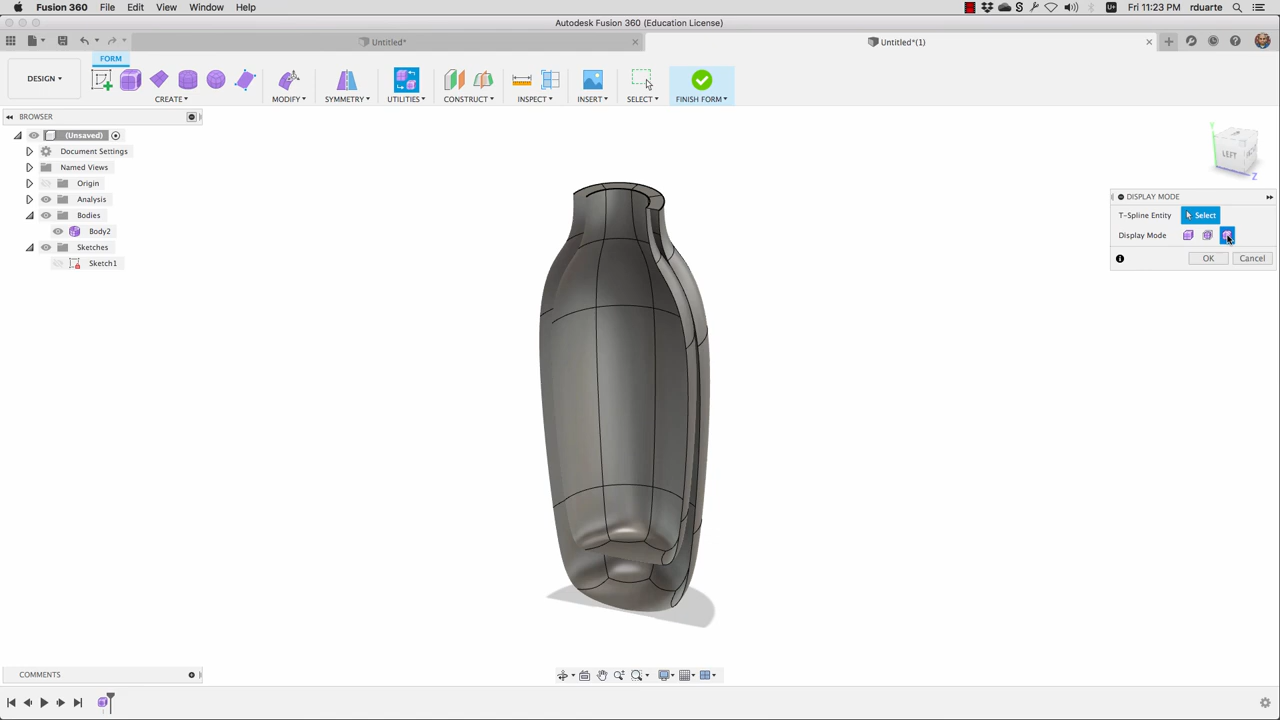 Fusion 360 File Edit View Window Help Fri 11:23 PM rduarte
Autodesk Fusion 360 (Education License)
Untitled* Untitled*(1)
FORM
DESIGN
CREATE MODIFY SYMMETRY UTILITIES CONSTRUCT INSPECT INSERT SELECT FINISH FORM
BROWSER
(Unsaved)
Document Settings
Named Views
Origin
Analysis
Bodies
Body2
Sketches
Sketch1
LEFT
Z
DISPLAY MODE
T-Spline Entity Select
Display Mode
OK Cancel
COMMENTS